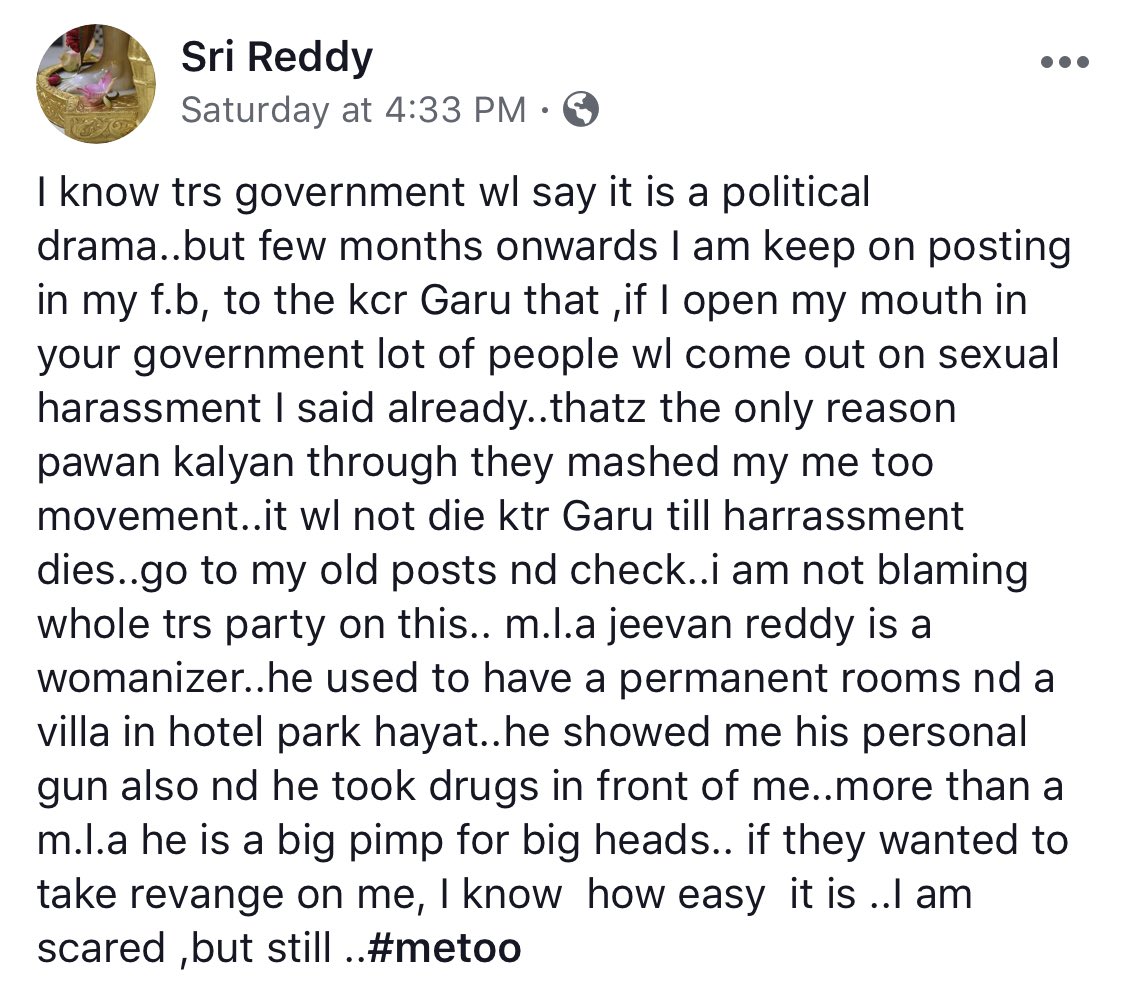 Sri Reddy
Saturday at 4:33 PM ·
I know trs government wl say it is a political
drama..but few months onwards I am keep on posting
in my f.b, to the kcr Garu that ,if I open my mouth in
your government lot of people wl come out on sexual
harassment I said already..thatz the only reason
pawan kalyan through they mashed my me too
movement..it wl not die ktr Garu till harrassment
dies..go to my old posts nd check..i am not blaming
whole trs party on this.. m.l.a jeevan reddy is a
womanizer..he used to have a permanent rooms nd a
villa in hotel park hayat..he showed me his personal
gun also nd he took drugs in front of me..more than a
m.l.a he is a big pimp for big heads.. if they wanted to
take revange on me, I know  how easy  it is ..I am
scared ,but still ..#metoo